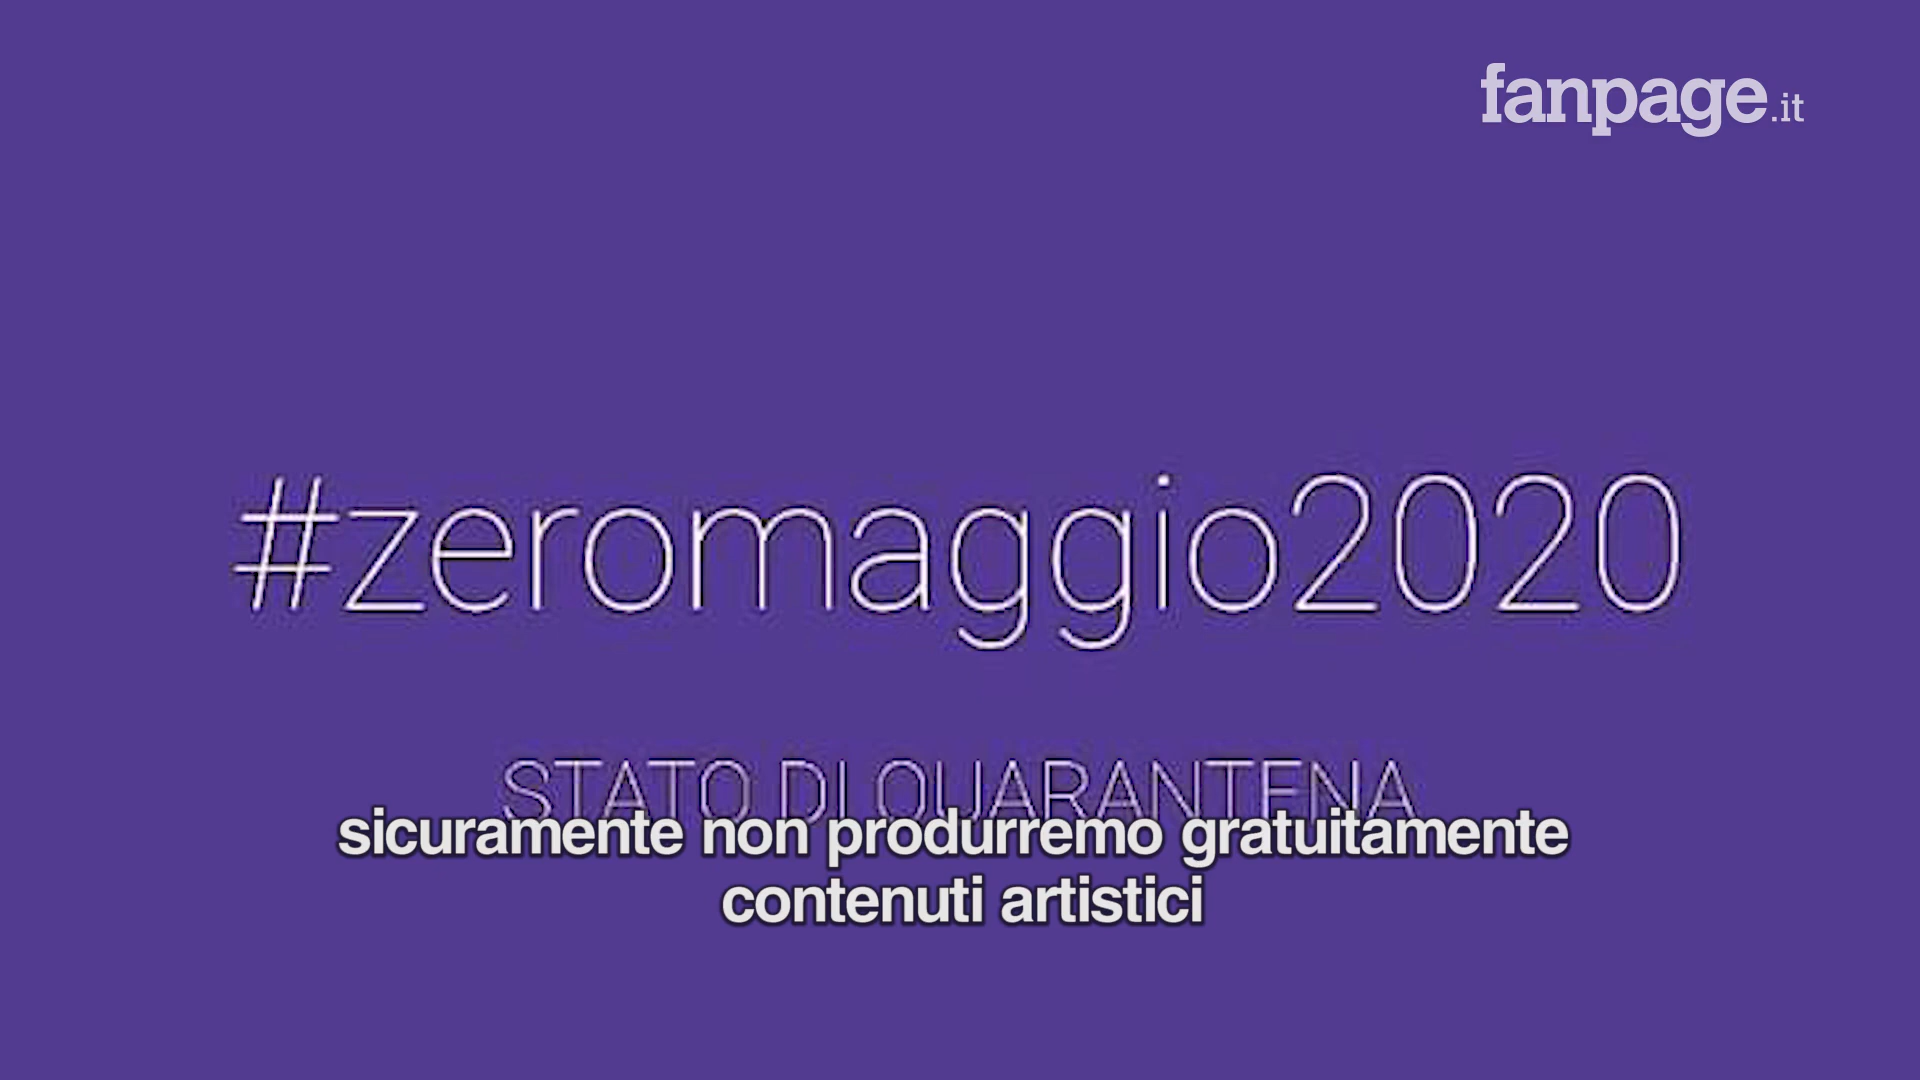 fanpage.it
#zeromaggio2020
STATO DI QUARANTENA
sicuramente non produrremo gratuitamente
contenuti artistici